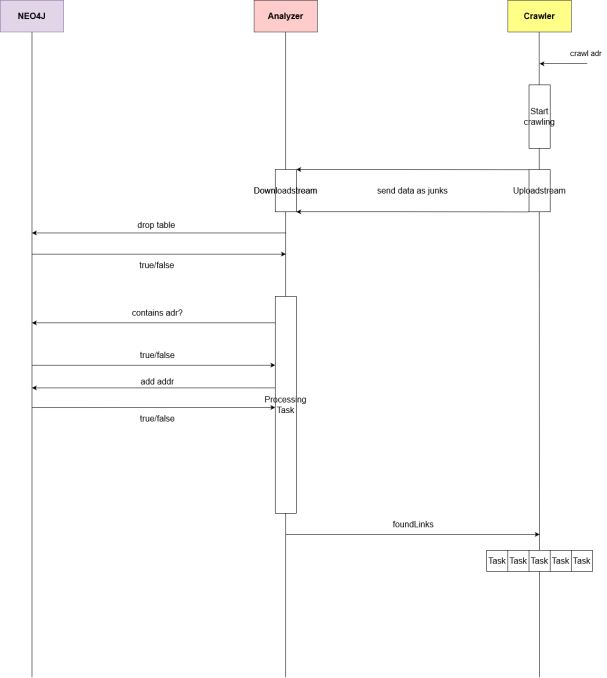 NEO4J
Analyzer
Crawler
crawl adr
Start
crawling
Downloadstream
send data as junks
Uploadstream
drop table
true/false
contains adr?
true/false
add addr
Processing
Task
true/false
foundLinks
Task Task Task Task Task